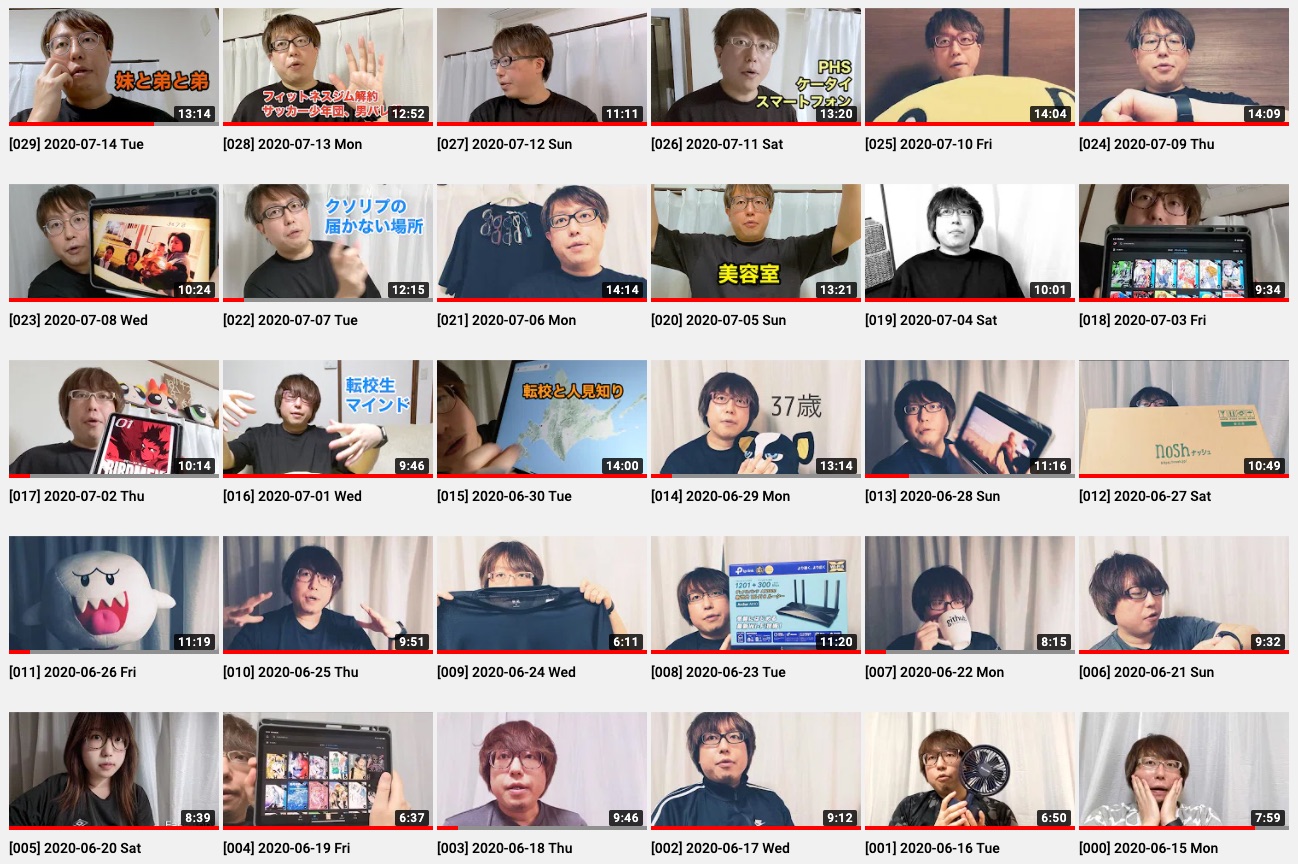 妹と弟と弟
13:14
フィットネスジム解約
サッカー少年団、男バレ
12:52
11:11
PHS
ケータイ
スマートフォン
13:20
14:04
14:09
[029] 2020-07-14 Tue
[028] 2020-07-13 Mon
[027] 2020-07-12 Sun
[026] 2020-07-11 Sat
[025] 2020-07-10 Fri
[024] 2020-07-09 Thu
10:24
クソリプの
届かない場所
12:15
14:14
美容室
13:21
10:01
9:34
[023] 2020-07-08 Wed
[022] 2020-07-07 Tue
[021] 2020-07-06 Mon
[020] 2020-07-05 Sun
[019] 2020-07-04 Sat
[018] 2020-07-03 Fri
01
10:14
転校生
マインド
9:46
転校と人見知り
14:00
37歳
13:14
11:16
nosh ナッシュ
10:49
[017] 2020-07-02 Thu
[016] 2020-07-01 Wed
[015] 2020-06-30 Tue
[014] 2020-06-29 Mon
[013] 2020-06-28 Sun
[012] 2020-06-27 Sat
11:19
9:51
6:11
tp-link
1201+300
11:20
github
8:15
9:32
[011] 2020-06-26 Fri
[010] 2020-06-25 Thu
[009] 2020-06-24 Wed
[008] 2020-06-23 Tue
[007] 2020-06-22 Mon
[006] 2020-06-21 Sun
8:39
6:37
9:46
9:12
6:50
7:59
[005] 2020-06-20 Sat
[004] 2020-06-19 Fri
[003] 2020-06-18 Thu
[002] 2020-06-17 Wed
[001] 2020-06-16 Tue
[000] 2020-06-15 Mon